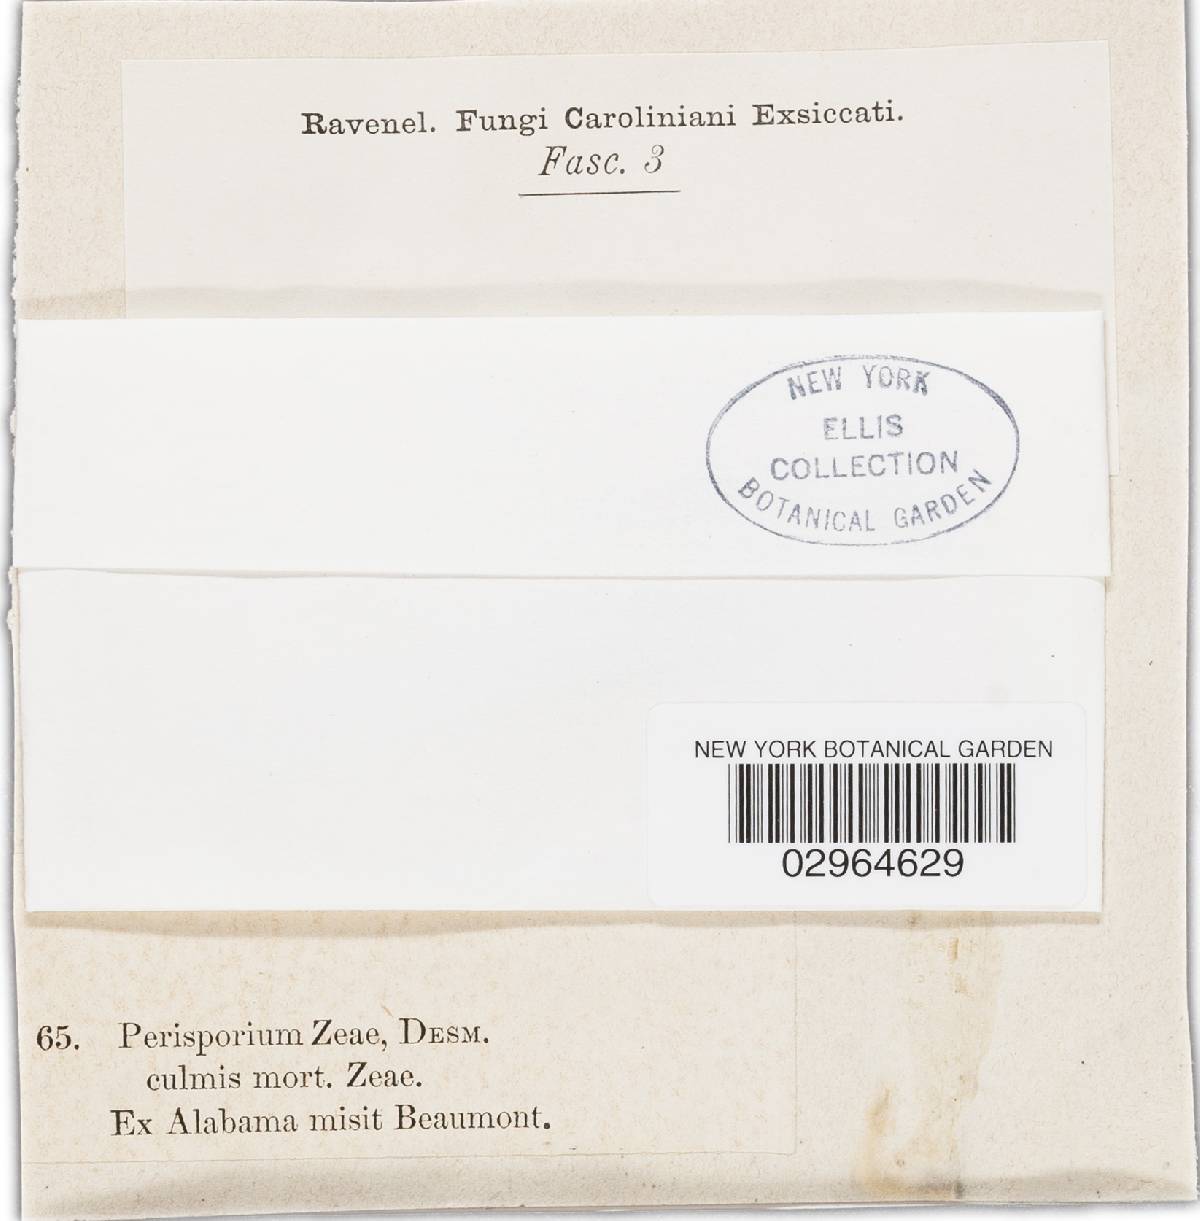 Ravenel. Fungi Caroliniani Exsiccati.
Fasc. 3
NEW YORK
ELLIS
COLLECTION
BOTANICAL GARDEN
NEW YORK BOTANICAL GARDEN
02964629
65. Perisporium Zeae, DESM.
culmis mort. Zeae.
Ex Alabama misit Beaumont.